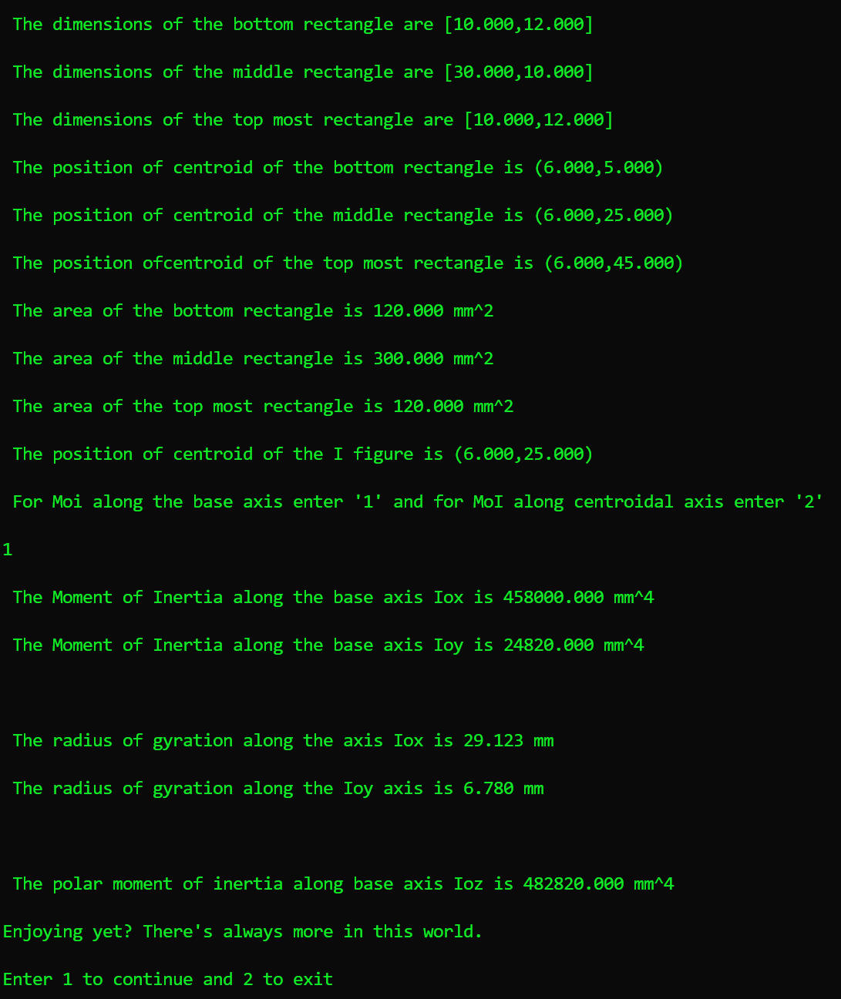 The dimensions of the bottom rectangle are [10.000,12.000]
The dimensions of the middle rectangle are [30.000,10.000]
The dimensions of the top most rectangle are [10.000,12.000]
The position of centroid of the bottom rectangle is (6.000,5.000)
The position of centroid of the middle rectangle is (6.000,25.000)
The position ofcentroid of the top most rectangle is (6.000,45.000)
The area of the bottom rectangle is 120.000 mm^2
The area of the middle rectangle is 300.000 mm^2
The area of the top most rectangle is 120.000 mm^2
The position of centroid of the I figure is (6.000,25.000)
For Moi along the base axis enter '1' and for MoI along centroidal axis enter '2'
1
The Moment of Inertia along the base axis Iox is 458000.000 mm^4
The Moment of Inertia along the base axis Ioy is 24820.000 mm^4
The radius of gyration along the axis Iox is 29.123 mm
The radius of gyration along the Ioy axis is 6.780 mm
The polar moment of inertia along base axis Ioz is 482820.000 mm^4
Enjoying yet? There's always more in this world.
Enter 1 to continue and 2 to exit